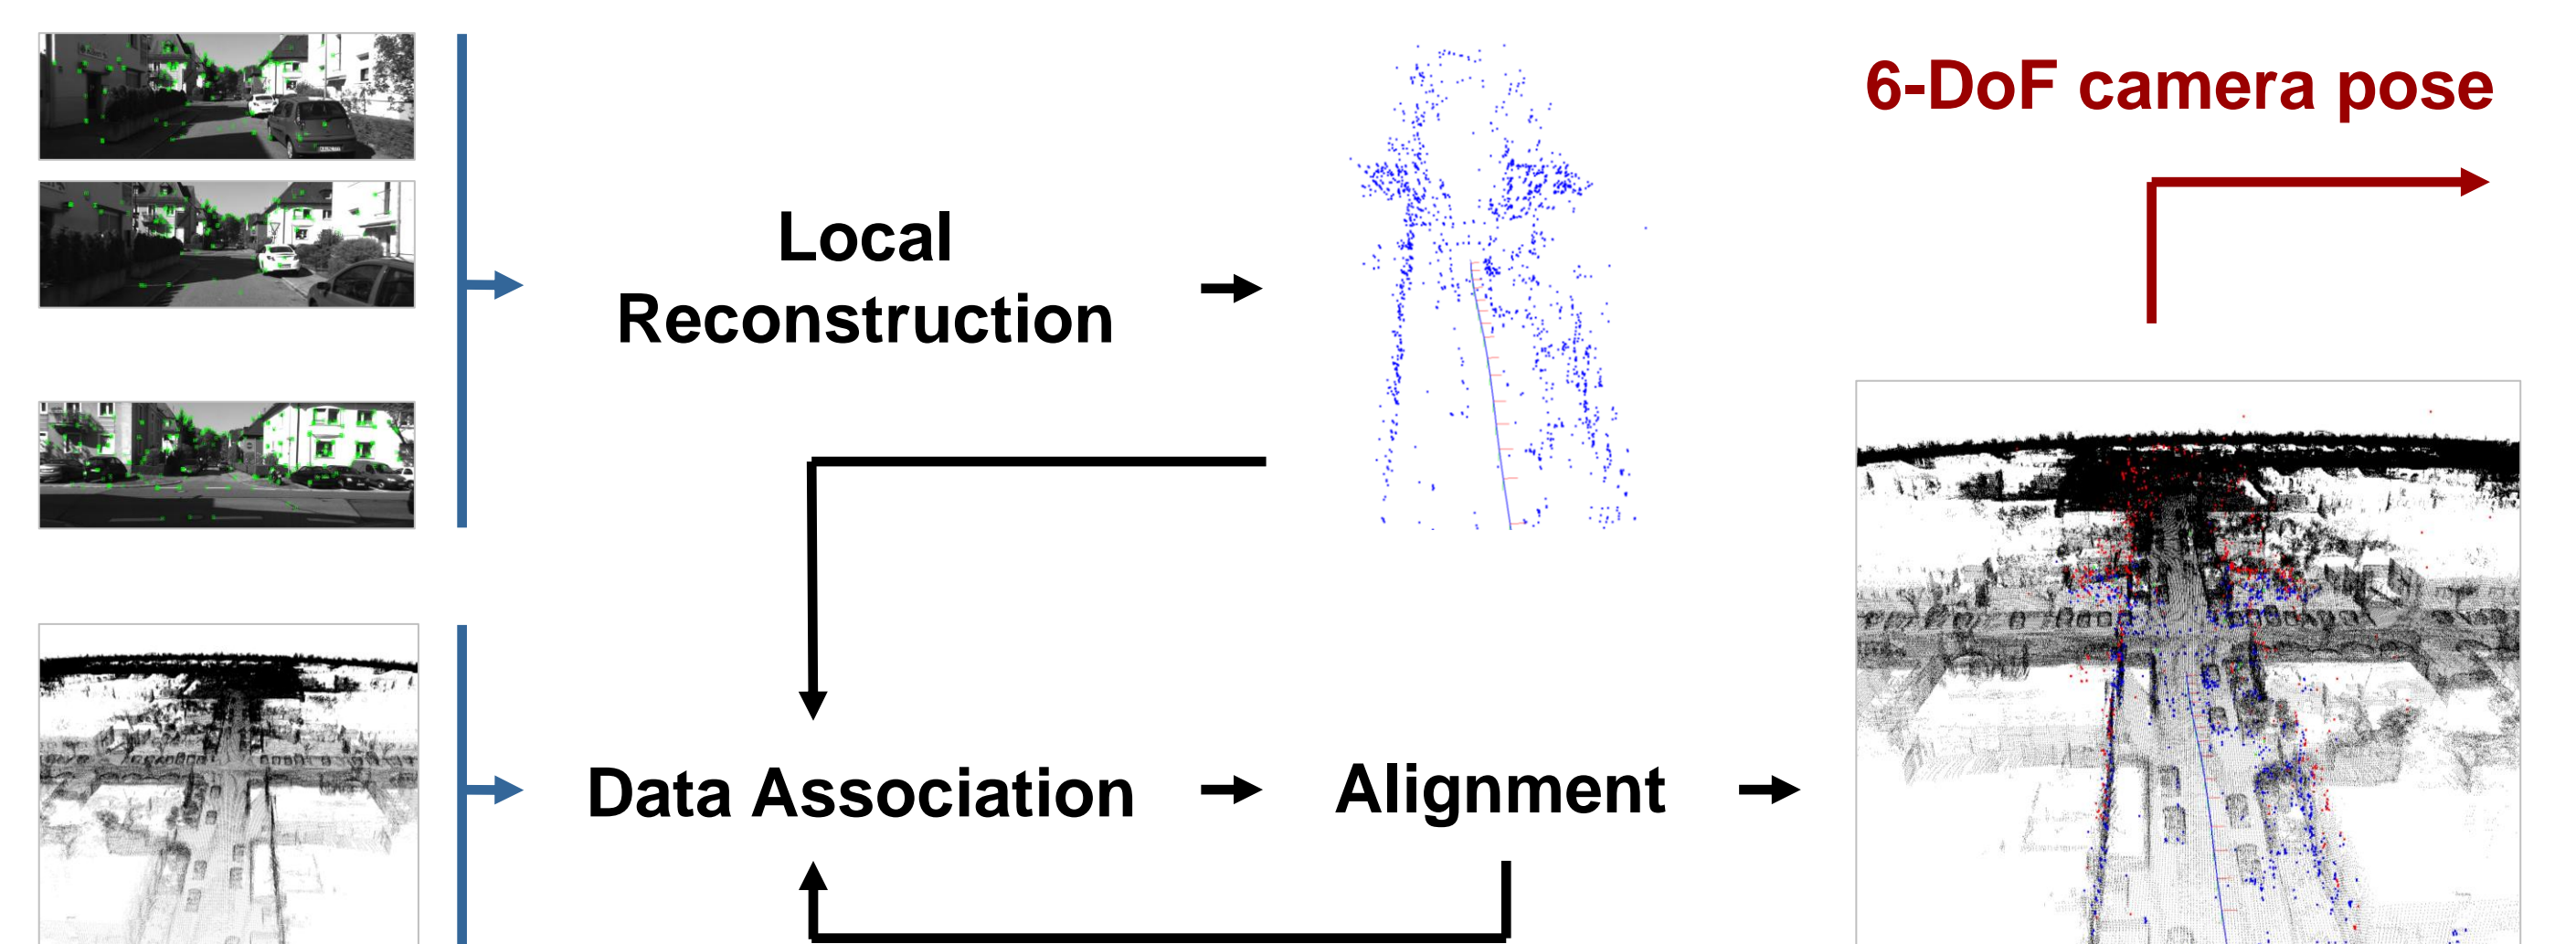 6-DoF camera pose
Local
Reconstruction
Data Association
Alignment